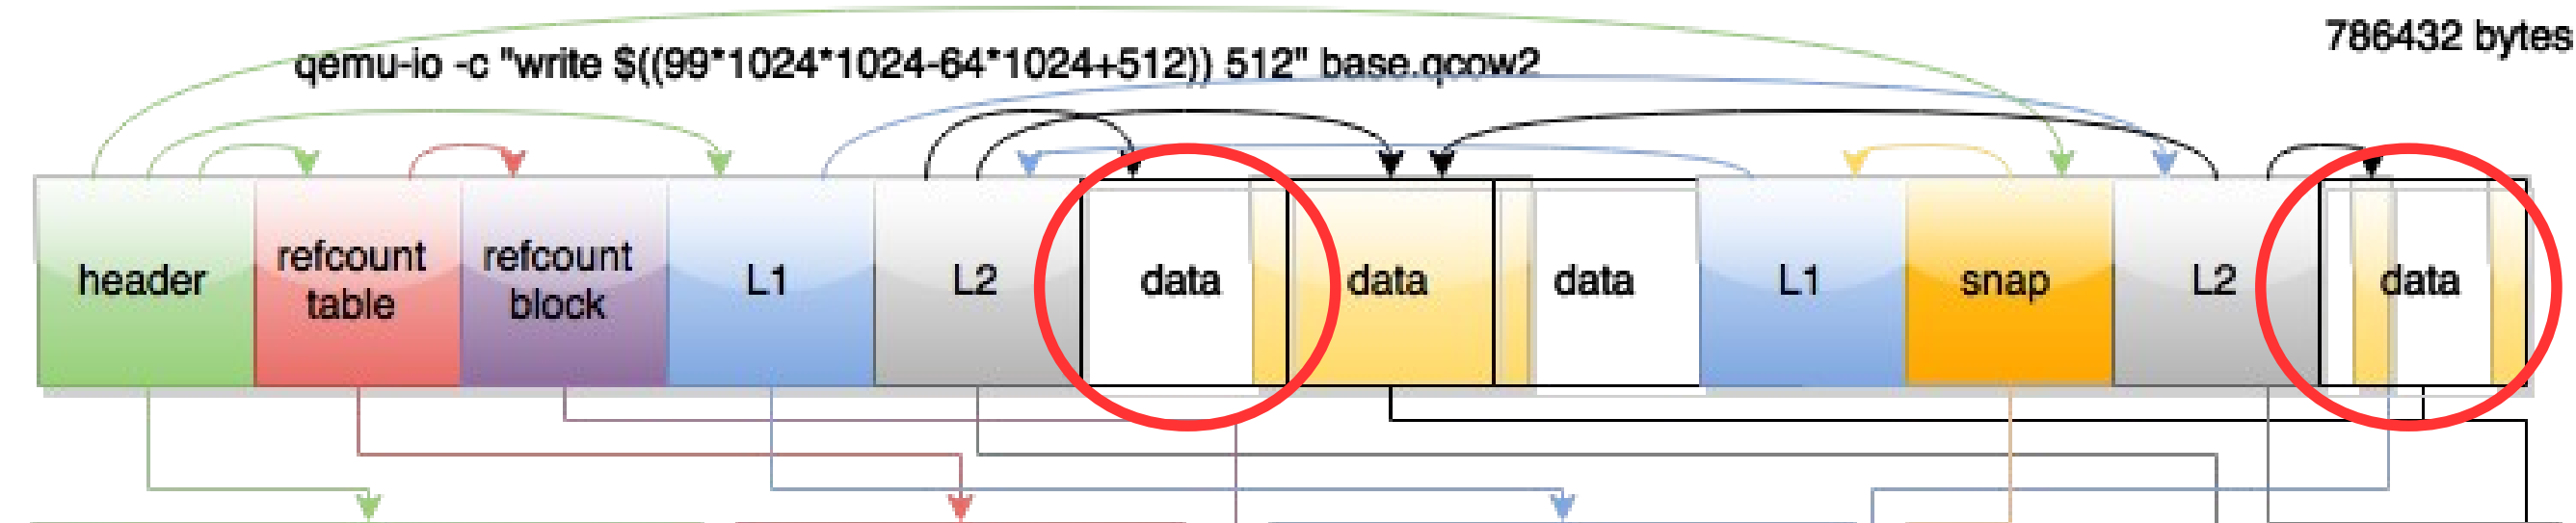 qemu-io -c "write $((99*1024*1024-64*1024+512)) 512" base.qcow2
786432 bytes
header
refcount
table
refcount
block
L1
L2
data
data
data
L1
snap
L2
data